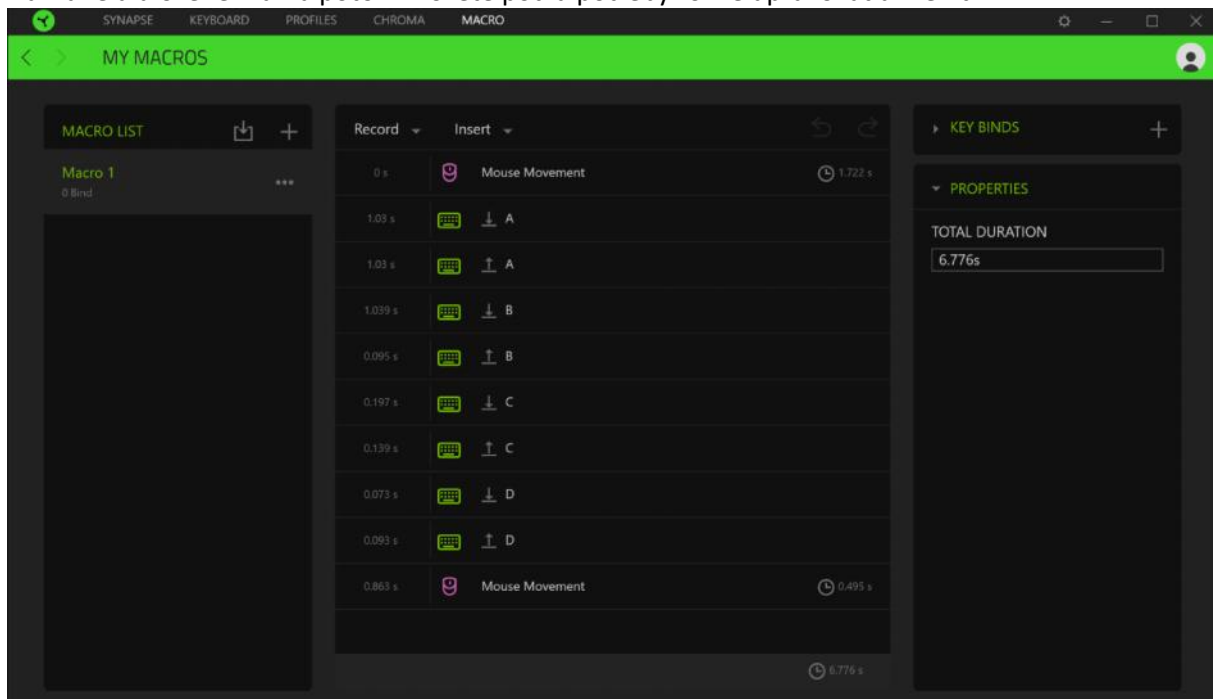 SYNAPSE KEYBOARD PROFILES CHROMA MACRO
MY MACROS
MACRO LIST
Macro 1
0 Bind
Record Insert
0 s Mouse Movement 1.722 s
1.03 s A
1.03 s A
1.039 s B
0.095 s B
0.197 s C
0.139 s C
0.073 s D
0.093 s D
0.863 s Mouse Movement 0.495 s
6.776 s
KEY BINDS
PROPERTIES
TOTAL DURATION
6.776s